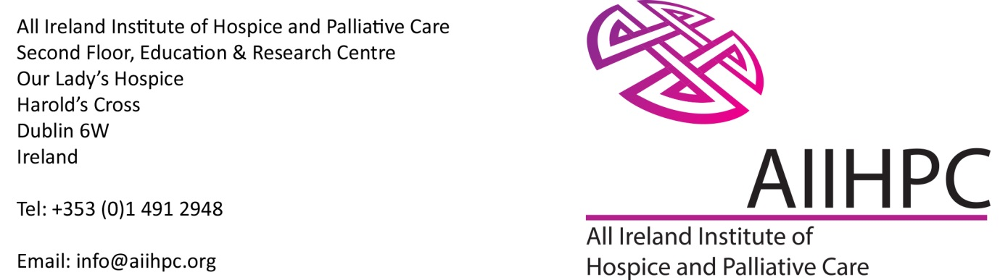 All Ireland Institute of Hospice and Palliative Care
Second Floor, Education & Research Centre
Our Lady’s Hospice
Harold’s Cross
Dublin 6W
Ireland
Tel: +353 (0)1 491 2948
Email: info@aiihpc.org
AIIHPC
All Ireland Institute of
Hospice and Palliative Care